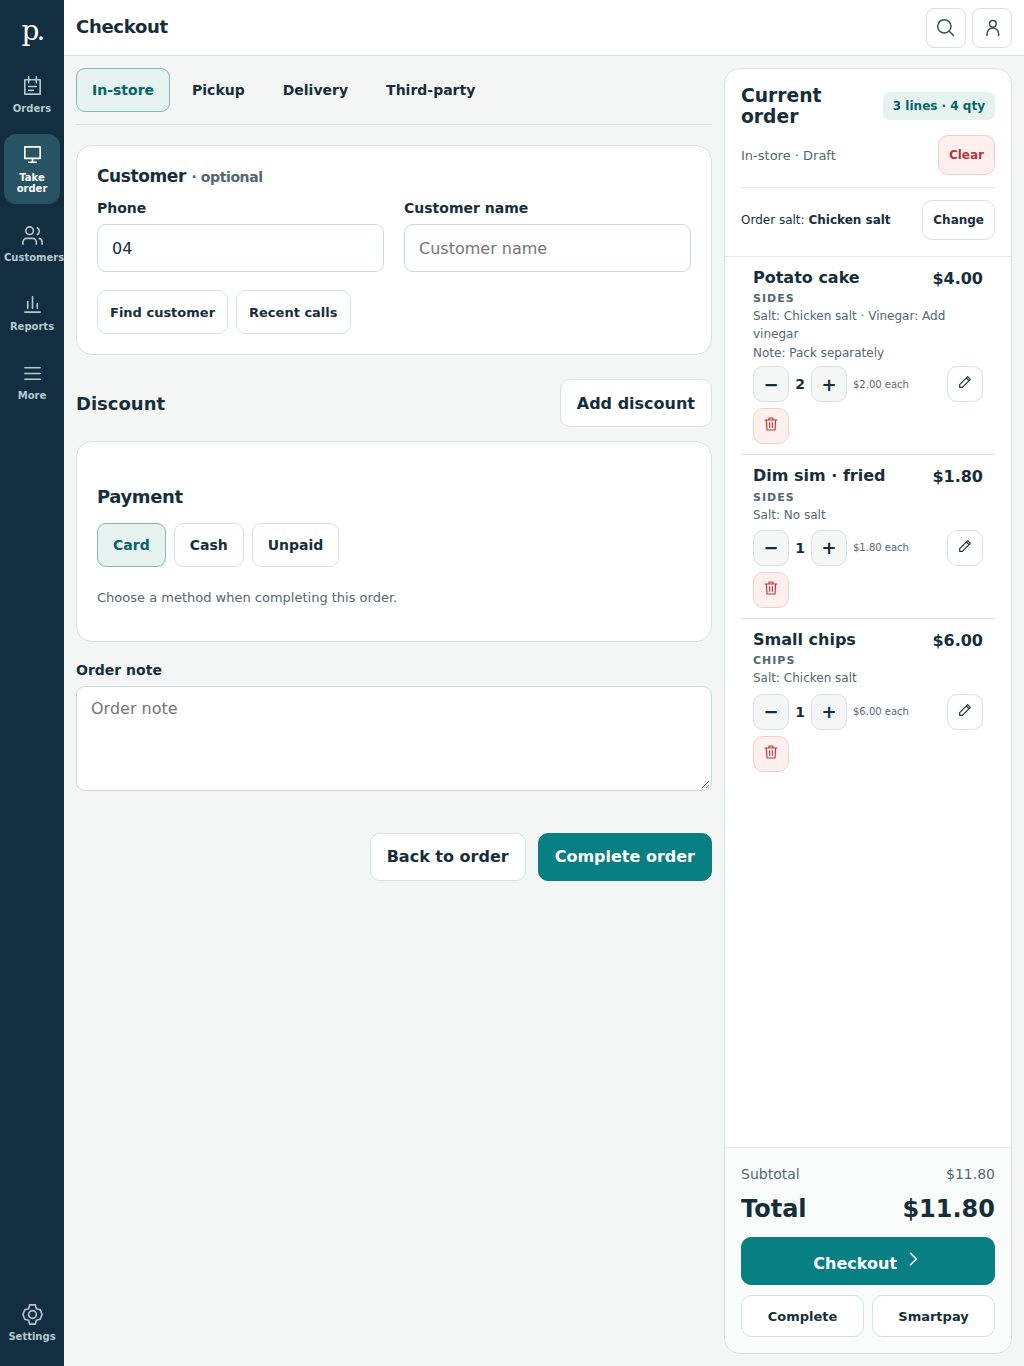 p.
Orders
Take
order
Customers
Reports
More
Settings
Checkout
In-store
Pickup
Delivery
Third-party
Customer · optional
Phone
Customer name
04
Customer name
Find customer
Recent calls
Discount
Add discount
Payment
Card
Cash
Unpaid
Choose a method when completing this order.
Order note
Order note
Back to order
Complete order
Current
order
3 lines · 4 qty
In-store · Draft
Clear
Order salt: Chicken salt
Change
Potato cake
$4.00
SIDES
Salt: Chicken salt · Vinegar: Add
vinegar
Note: Pack separately
− 2 + $2.00 each
Dim sim · fried
$1.80
SIDES
Salt: No salt
− 1 + $1.80 each
Small chips
$6.00
CHIPS
Salt: Chicken salt
− 1 + $6.00 each
Subtotal
$11.80
Total
$11.80
Checkout
Complete
Smartpay